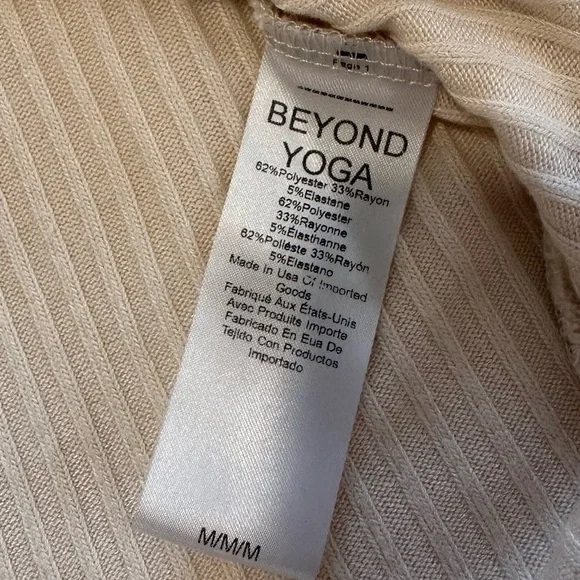 BEYOND
YOGA
62%Polyester 33%Rayon
5%Elastane
62%Polyester
33%Rayonne
5%Élasthanne
62%Poliéste 33%Rayón
5%Elastano
Made In Usa Of Imported
Goods
Fabriqué Aux États-Unis
Avec Produits Importe
Fabricado En Eua De
Tejido Con Productos
Importado
M/M/M